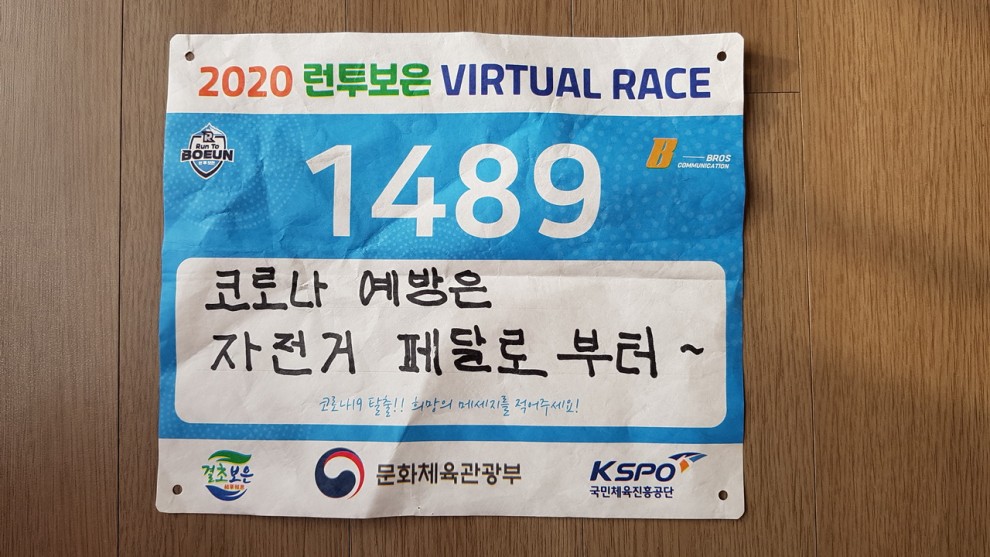 2020 런투보은 VIRTUAL RACE
Run To
BOEUN
1489
B
BROS
COMMUNICATION
코로나 예방은
자전거 페달로 부터 ~
코로나19 탈출!! 희망의 메세지를 적어주세요!
결초보은
문화체육관광부
KSPO
국민체육진흥공단